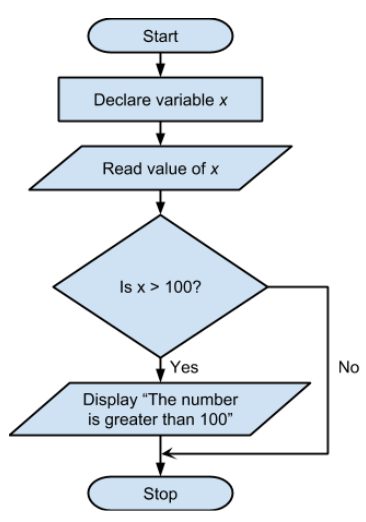 Start
Declare variable x
Read value of x
Is x > 100?
Yes
No
Display “The number
is greater than 100”
Stop